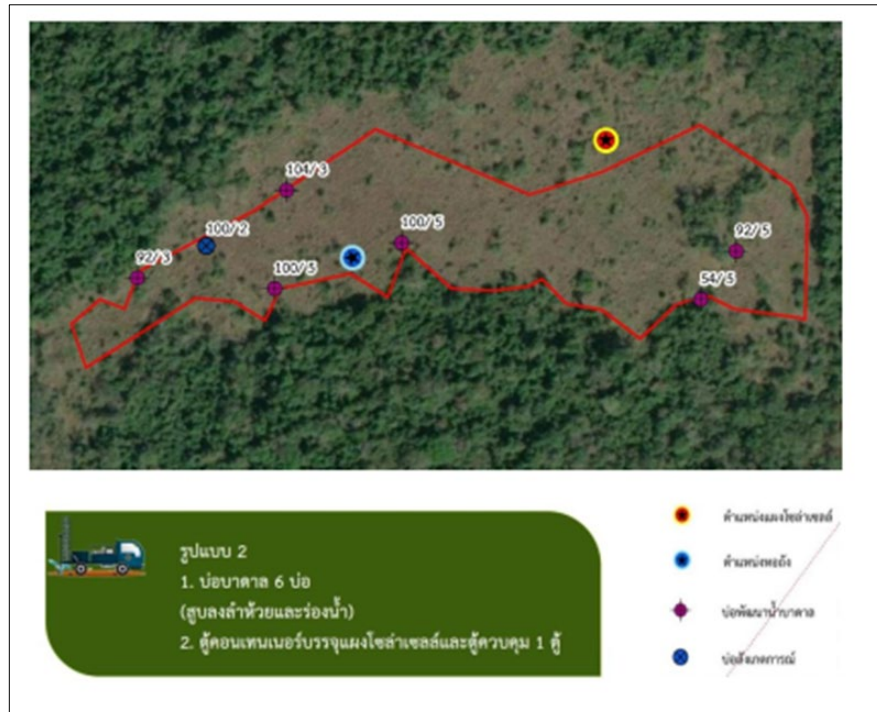 104/3
100/2
100/5
92/3
92/5
100/3
54/3
รูปแบบ 2
1. บ่อบาดาล 6 บ่อ
(สูบลงลำห้วยและร่องน้ำ)
2. ตู้คอนเทนเนอร์บรรจุแผงโซล่าเซลล์และตู้ควบคุม 1 ตู้
ตำแหน่งแผงโซล่าเซลล์
ตำแหน่งหอถัง
บ่อพัฒนาน้ำบาดาล
บ่อสังเกตการณ์